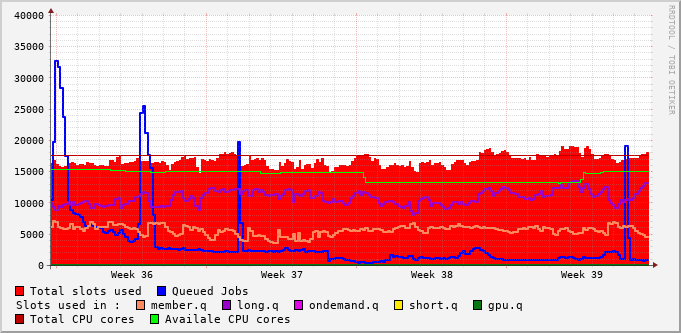 40000
35000
30000
25000
20000
15000
10000
5000
0
Week 36 Week 37 Week 38 Week 39
RRDTOOL / TOBI OETIKER
Total slots used Queued Jobs
Slots used in : member.q long.q ondemand.q short.q gpu.q
Total CPU cores Availale CPU cores